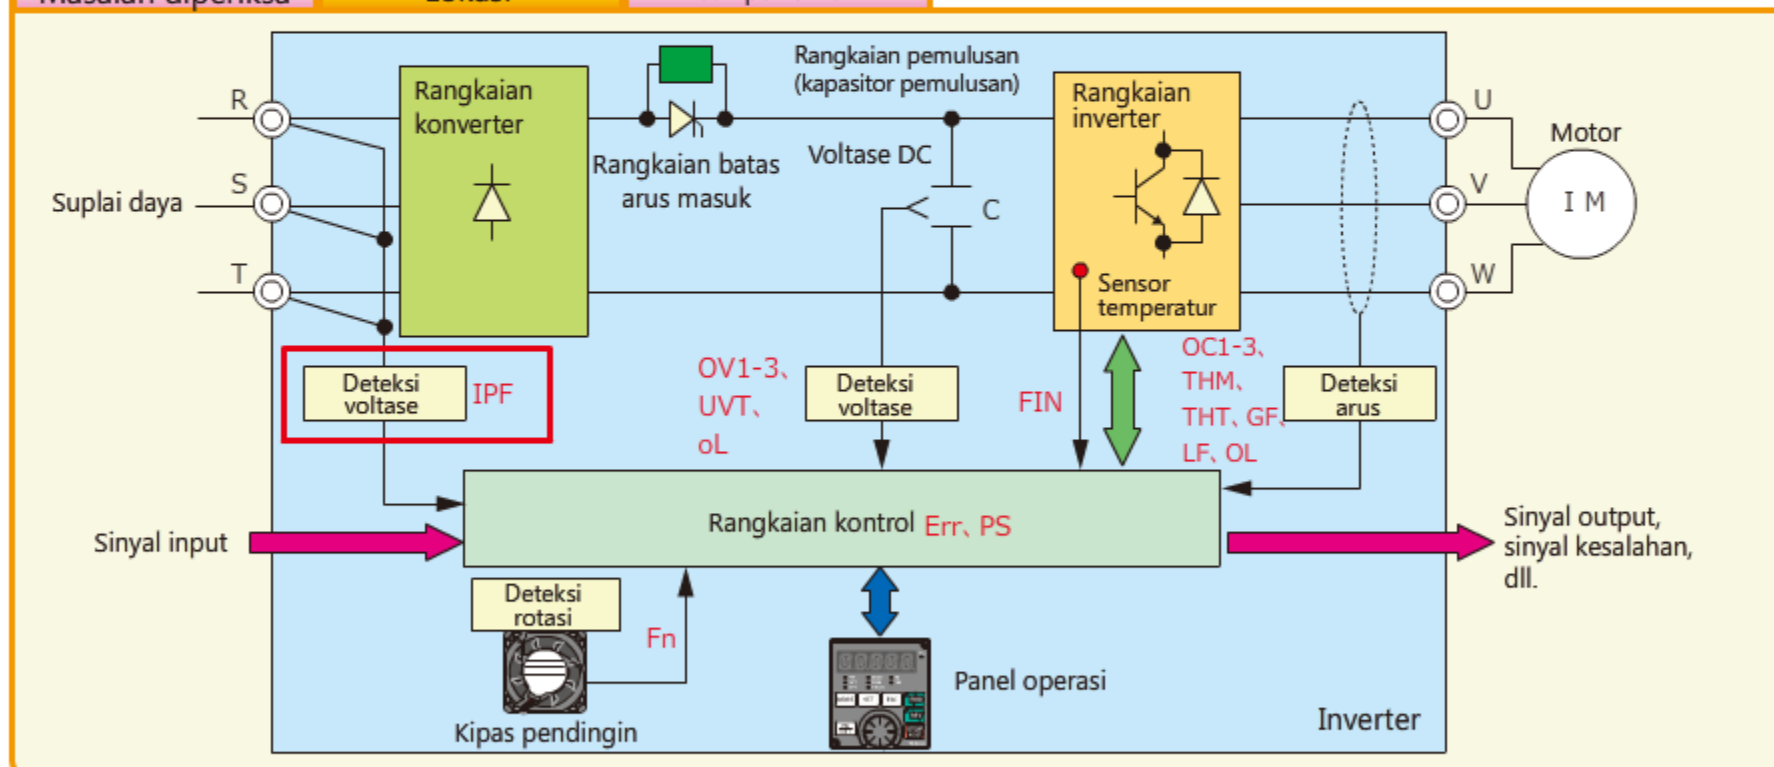 Masalah diperiksa
Lokasi
Rangkaian pemulusan
(kapasitor pemulusan)
Rangkaian
konverter
Rangkaian
inverter
R
U
Motor
Voltase DC
Rangkaian batas
arus masuk
S
V
Suplai daya
C
I M
T
W
Sensor
temperatur
Deteksi
voltase
IPF
OV1-3、
UVT、
oL
Deteksi
voltase
FIN
OC1-3、
THM、
THT、GF、
LF、OL
Deteksi
arus
Rangkaian kontrol Err、PS
Sinyal input
Sinyal output,
sinyal kesalahan,
dll.
Deteksi
rotasi
Fn
Panel operasi
Kipas pendingin
Inverter